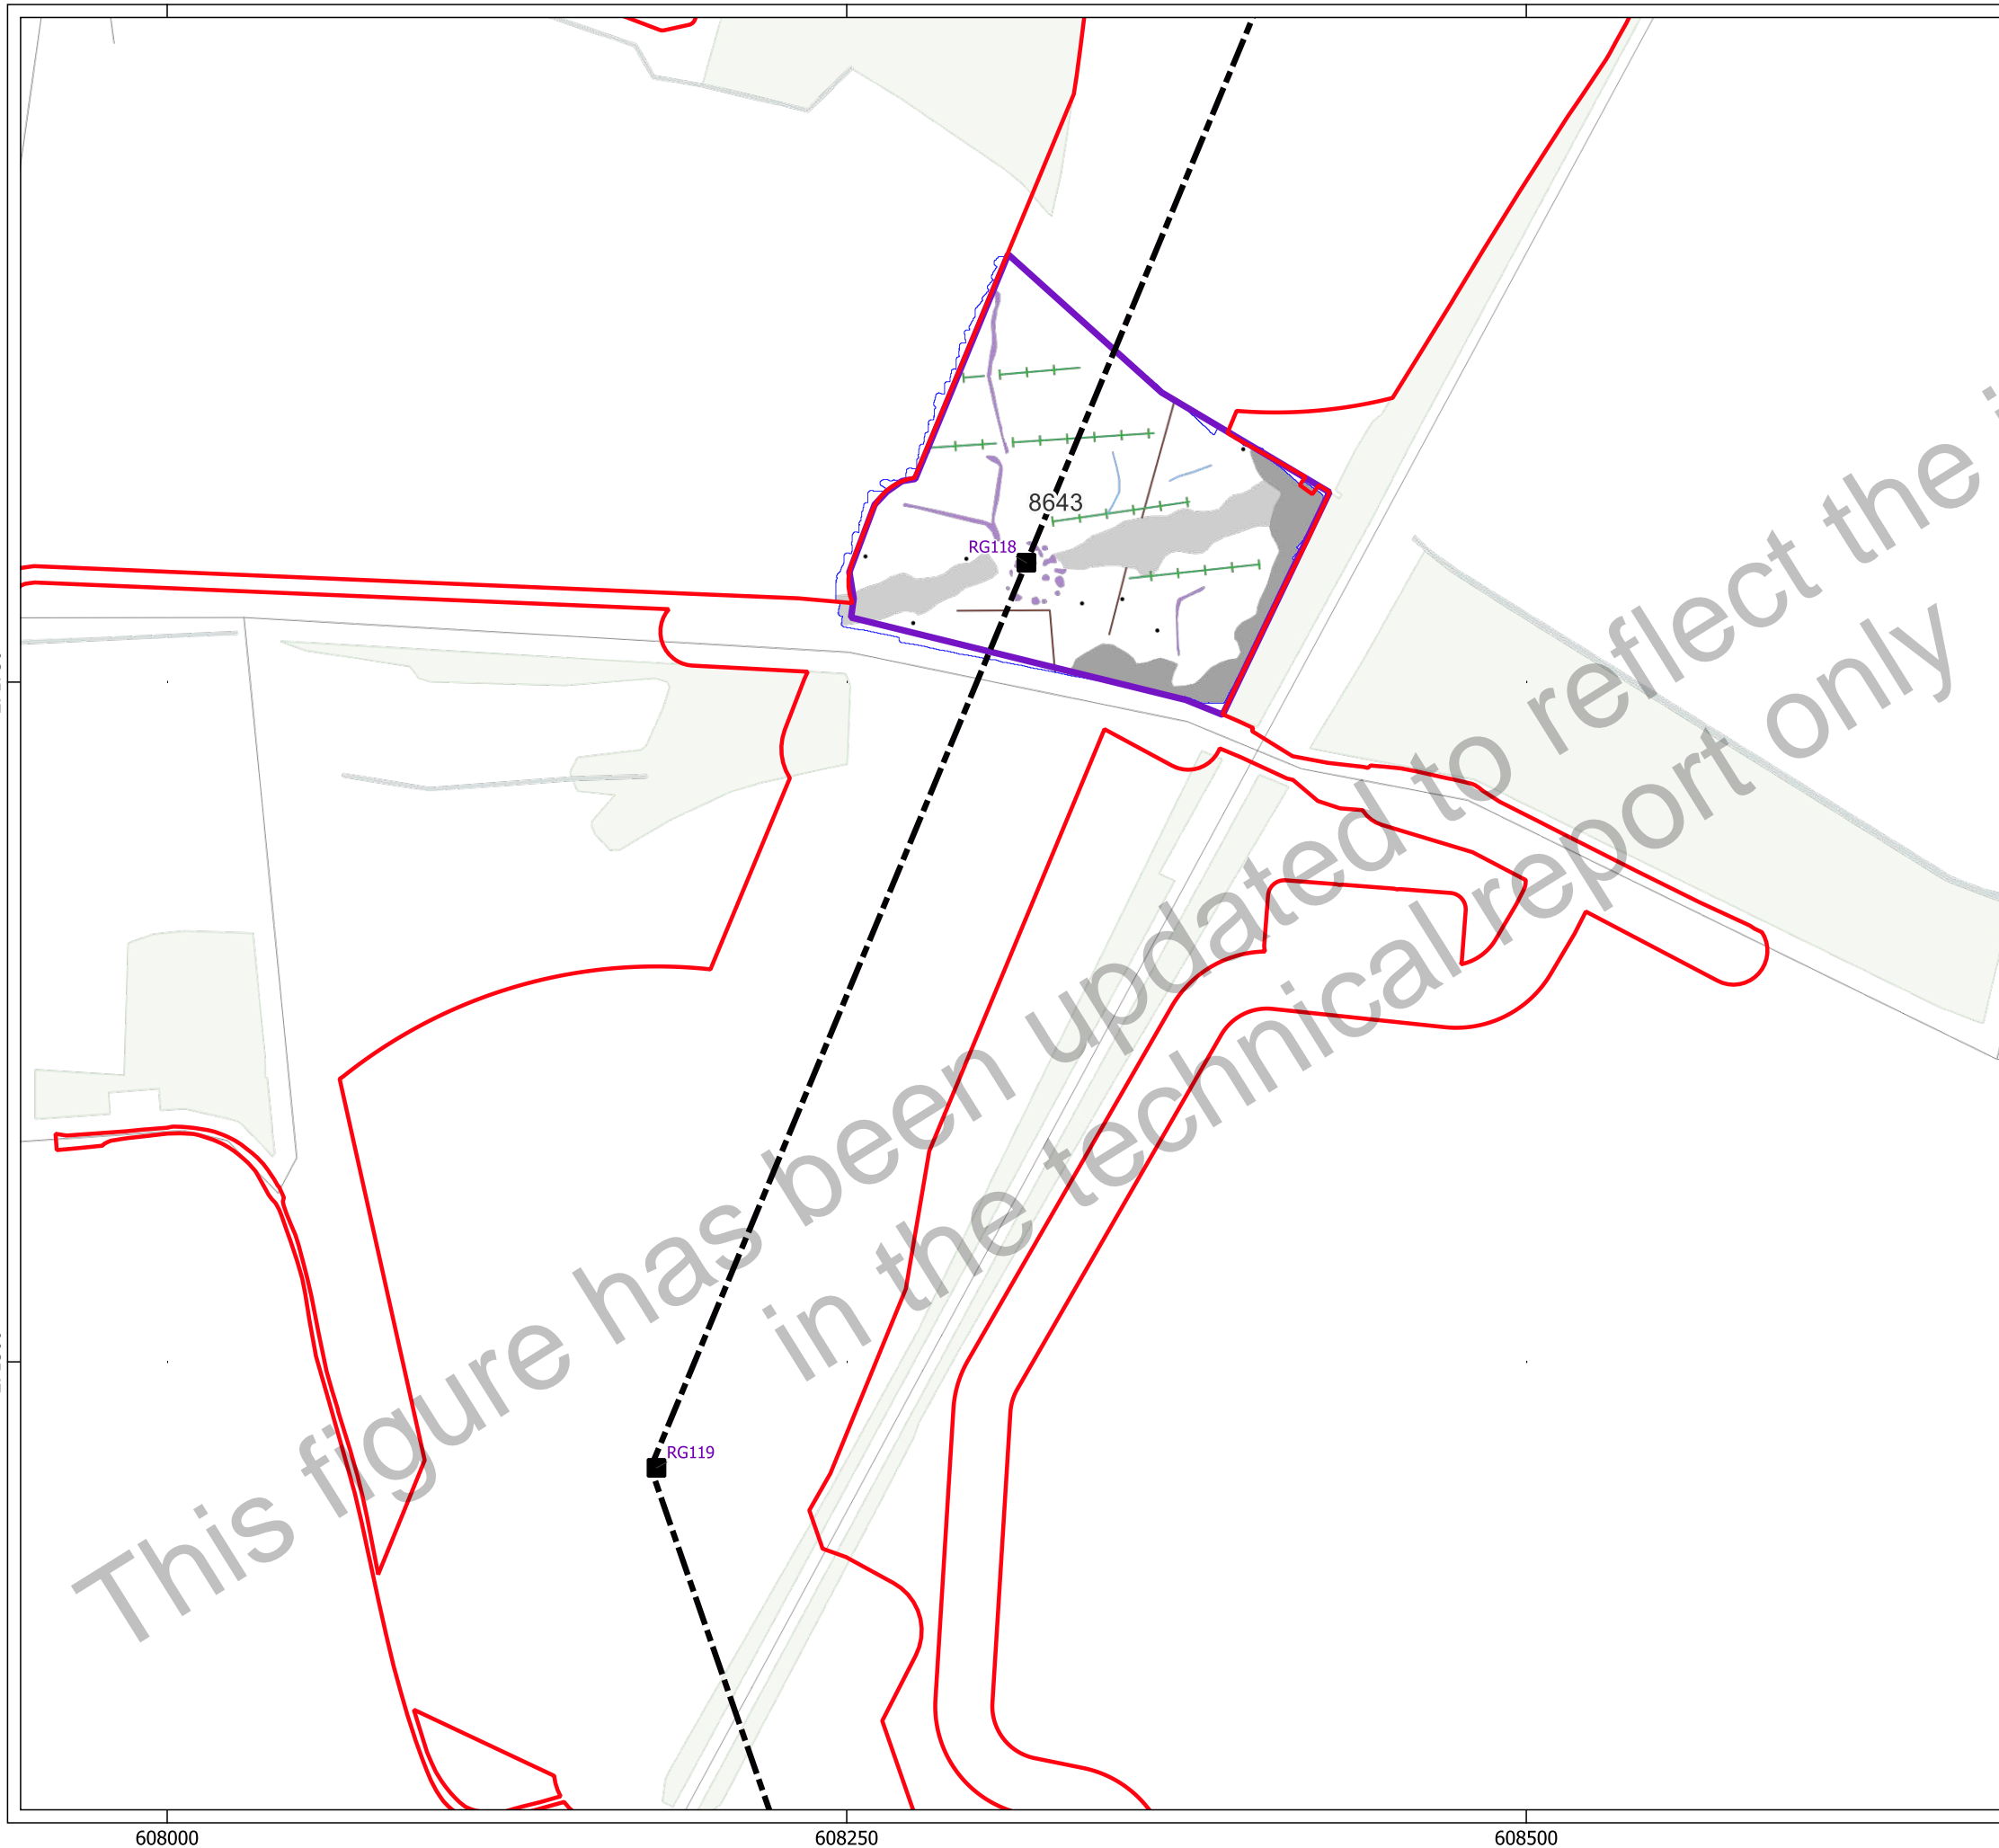 8643
RG118
This figure has been updated to reflect the
in the technical report only
RG119
608000
608250
608500